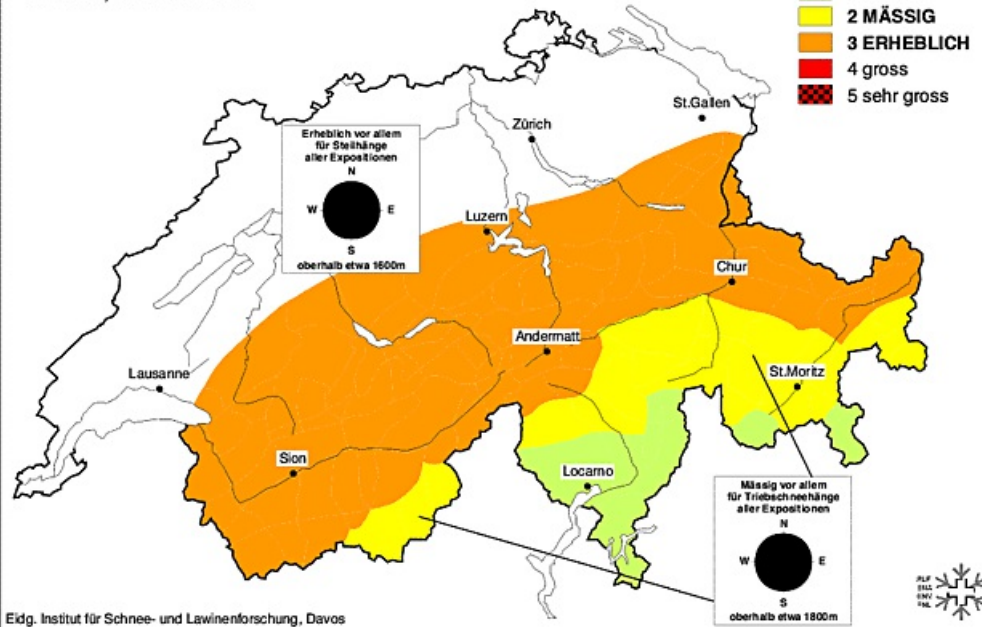 2 MÄSSIG
3 ERHEBLICH
4 gross
5 sehr gross
St.Gallen
Zürich
Erheblich vor allem
für Steilhänge
aller Expositionen
N
W E
S
oberhalb etwa 1600m
Luzern
Chur
Andermatt
Lausanne
St.Moritz
Sion
Locarno
Mässig vor allem
für Triebschneehänge
aller Expositionen
N
W E
S
oberhalb etwa 1800m
Eidg. Institut für Schnee- und Lawinenforschung, Davos